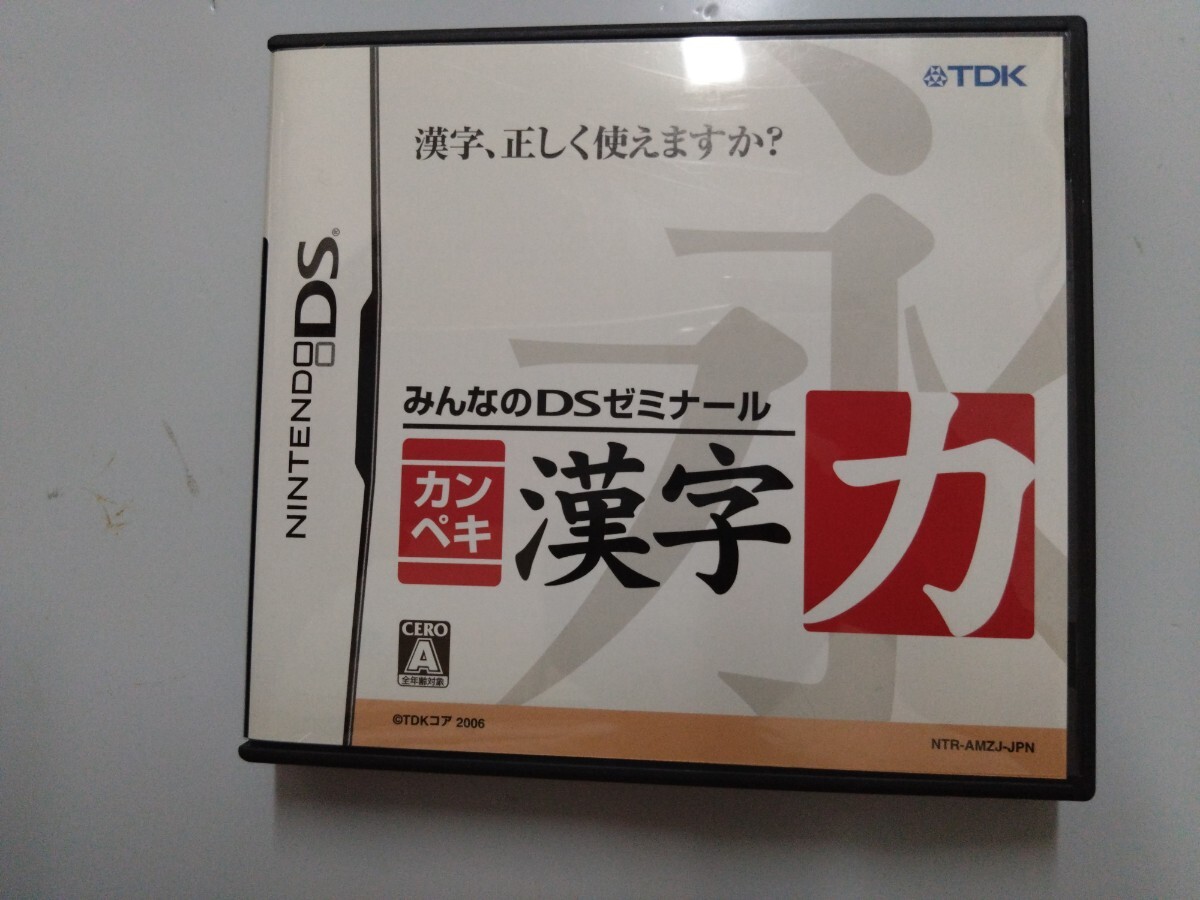 NINTENDO DS®
TDK
漢字、正しく使えますか?
みんなのDSゼミナール
カン
ペキ
漢字力
CERO
A
全年齢対象
©TDKコア 2006
NTR-AMZJ-JPN
永